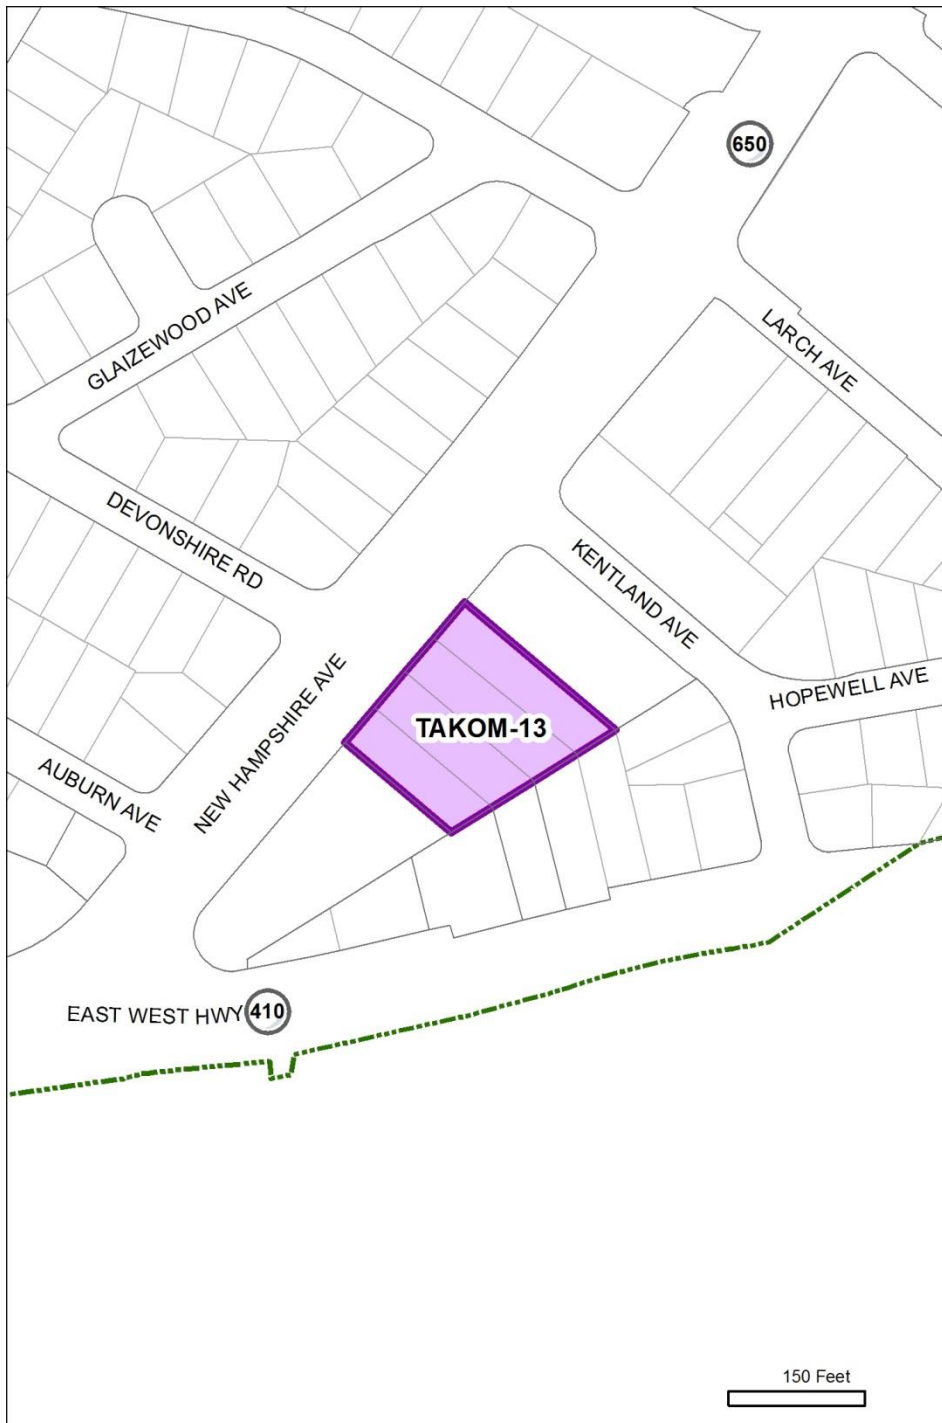 650
GLAIZEWOOD AVE
LARCH AVE
DEVONSHIRE RD
KENTLAND AVE
NEW HAMPSHIRE AVE
HOPEWELL AVE
TAKOM-13
AUBURN AVE
EAST WEST HWY 410
150 Feet